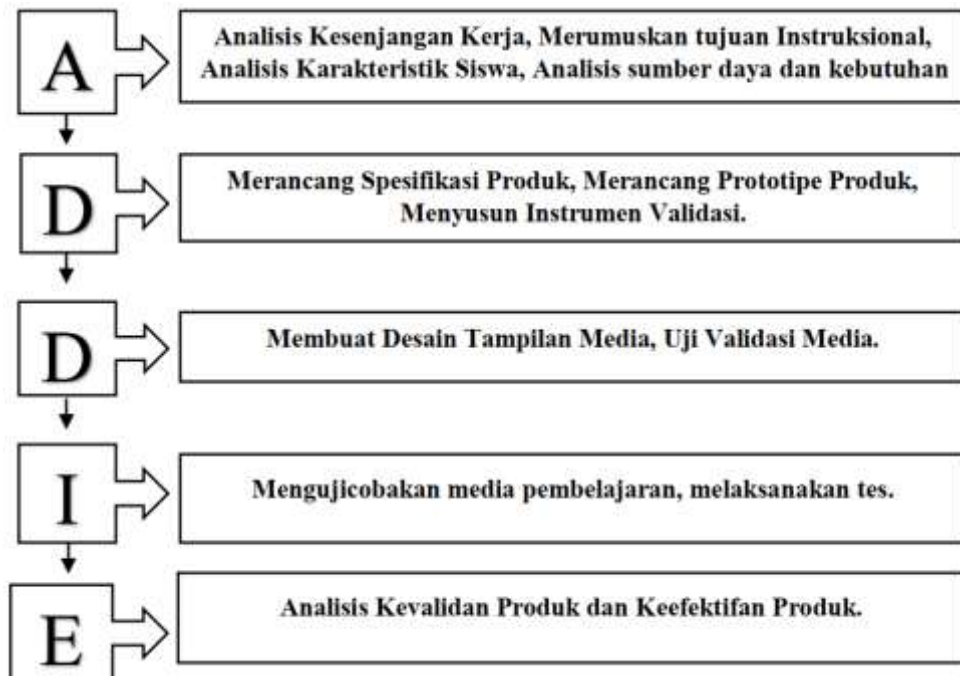 A
Analisis Kesenjangan Kerja, Merumuskan tujuan Instruksional,
Analisis Karakteristik Siswa, Analisis sumber daya dan kebutuhan
D
Merancang Spesifikasi Produk, Merancang Prototipe Produk,
Menyusun Instrumen Validasi.
D
Membuat Desain Tampilan Media, Uji Validasi Media.
I
Mengujicobakan media pembelajaran, melaksanakan tes.
E
Analisis Kevalidan Produk dan Keefektifan Produk.